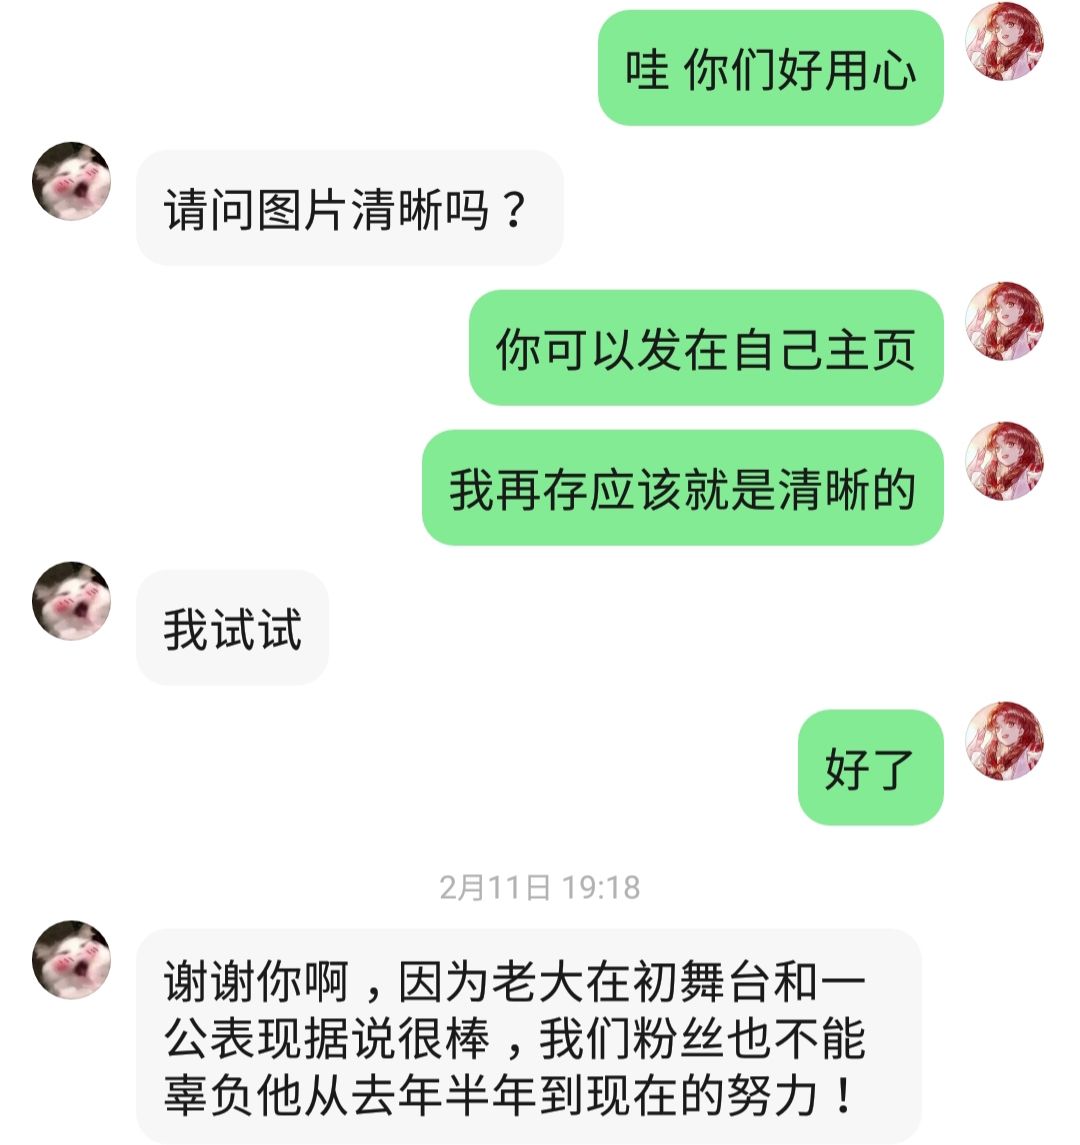 哇 你们好用心
请问图片清晰吗？
你可以发在自己主页
我再存应该就是清晰的
我试试
好了
2月11日 19:18
谢谢你啊，因为老大在初舞台和一
公表现据说很棒，我们粉丝也不能
辜负他从去年半年到现在的努力！